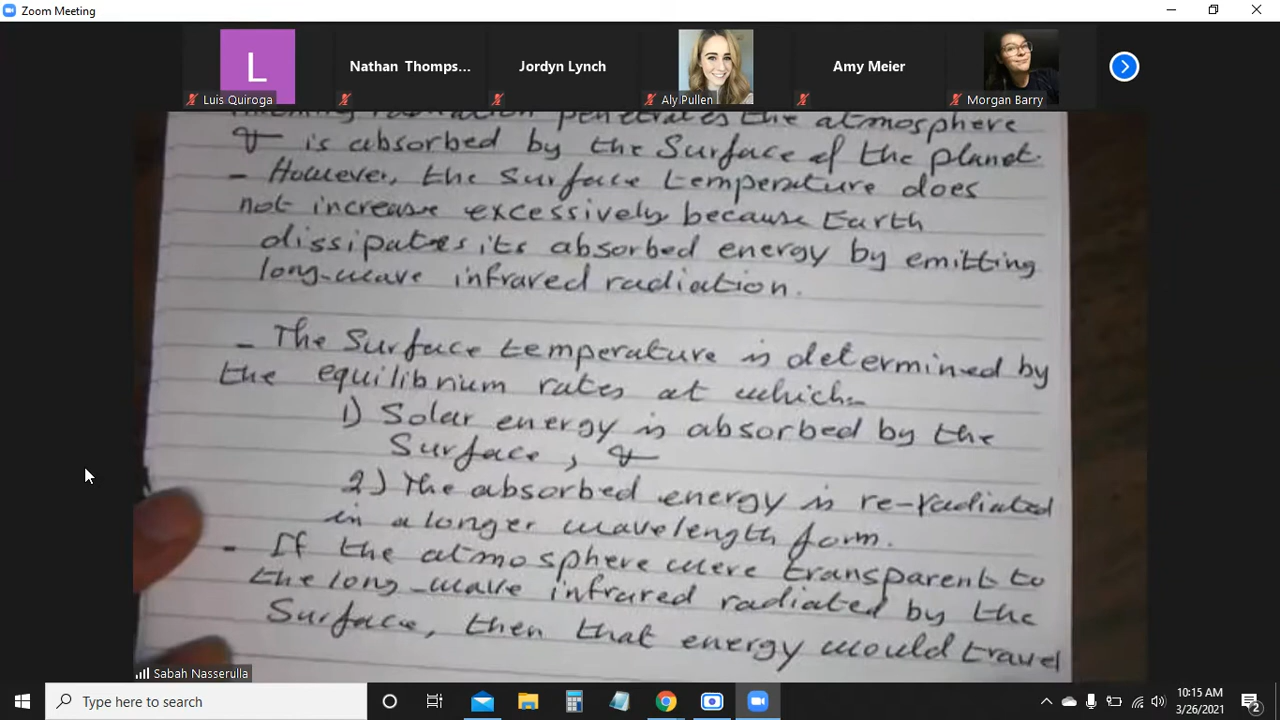 Zoom Meeting
L
Luis Quiroga
Nathan Thomps...
Jordyn Lynch
Aly Pullen
Amy Meier
Morgan Barry
radiation penetrates the atmosphere
& is absorbed by the Surface of the planet.
- However, the surface temperature does
not increase excessively because Earth
dissipates its absorbed energy by emitting
long-wave infrared radiation.
- The Surface temperature is determined by
the equilibrium rates at which:-
1) Solar energy is absorbed by the
Surface, &
2) The absorbed energy is re-radiated
in a longer wavelength form.
- If the atmosphere were transparent to
the long-wave infrared radiated by the
Surface, then that energy would travel
Sabah Nasserulla
Type here to search
10:15 AM
3/26/2021
2